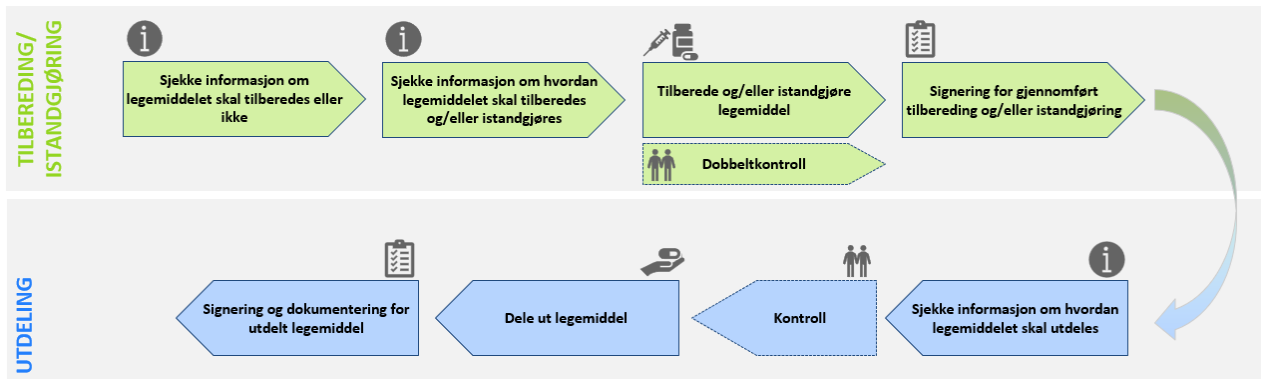 TILBEREDING/
ISTANDGJØRING
Sjekke informasjon om
legemiddelet skal tilberedes eller
ikke
Sjekke informasjon om hvordan
legemiddelet skal tilberedes
og/eller istandgjøres
Tilberede og/eller istandgjøre
legemiddel
Dobbeltkontroll
Signering for gjennomført
tilbereding og/eller istandgjøring
UTDELING
Sjekke informasjon om hvordan
legemiddelet skal utdeles
Kontroll
Dele ut legemiddel
Signering og dokumentering for
utdelt legemiddel